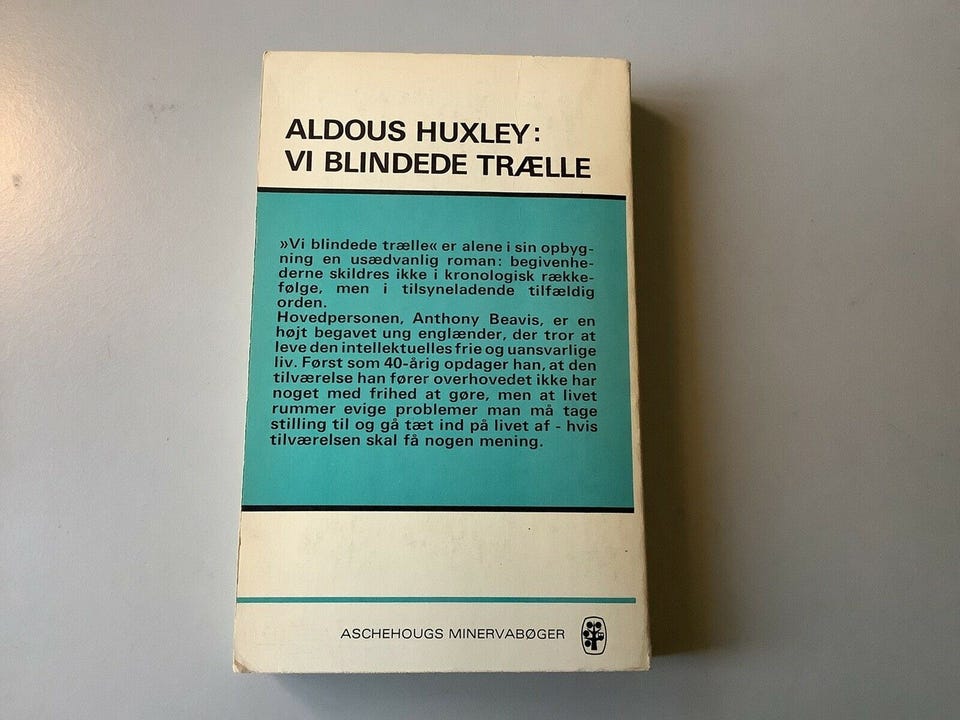 ALDOUS HUXLEY:
VI BLINDEDE TRÆLLE
»Vi blindede trælle« er alene i sin opbyg-
ning en usædvanlig roman: begivenhe-
derne skildres ikke i kronologisk række-
følge, men i tilsyneladende tilfældig
orden.
Hovedpersonen, Anthony Beavis, er en
højt begavet ung englænder, der tror at
leve den intellektuelles frie og uansvarlige
liv. Først som 40-årig opdager han, at den
tilværelse han fører overhovedet ikke har
noget med frihed at gøre, men at livet
rummer evige problemer man må tage
stilling til og gå tæt ind på livet af - hvis
tilværelsen skal få nogen mening.
ASCHEHOUGS MINERVABØGER